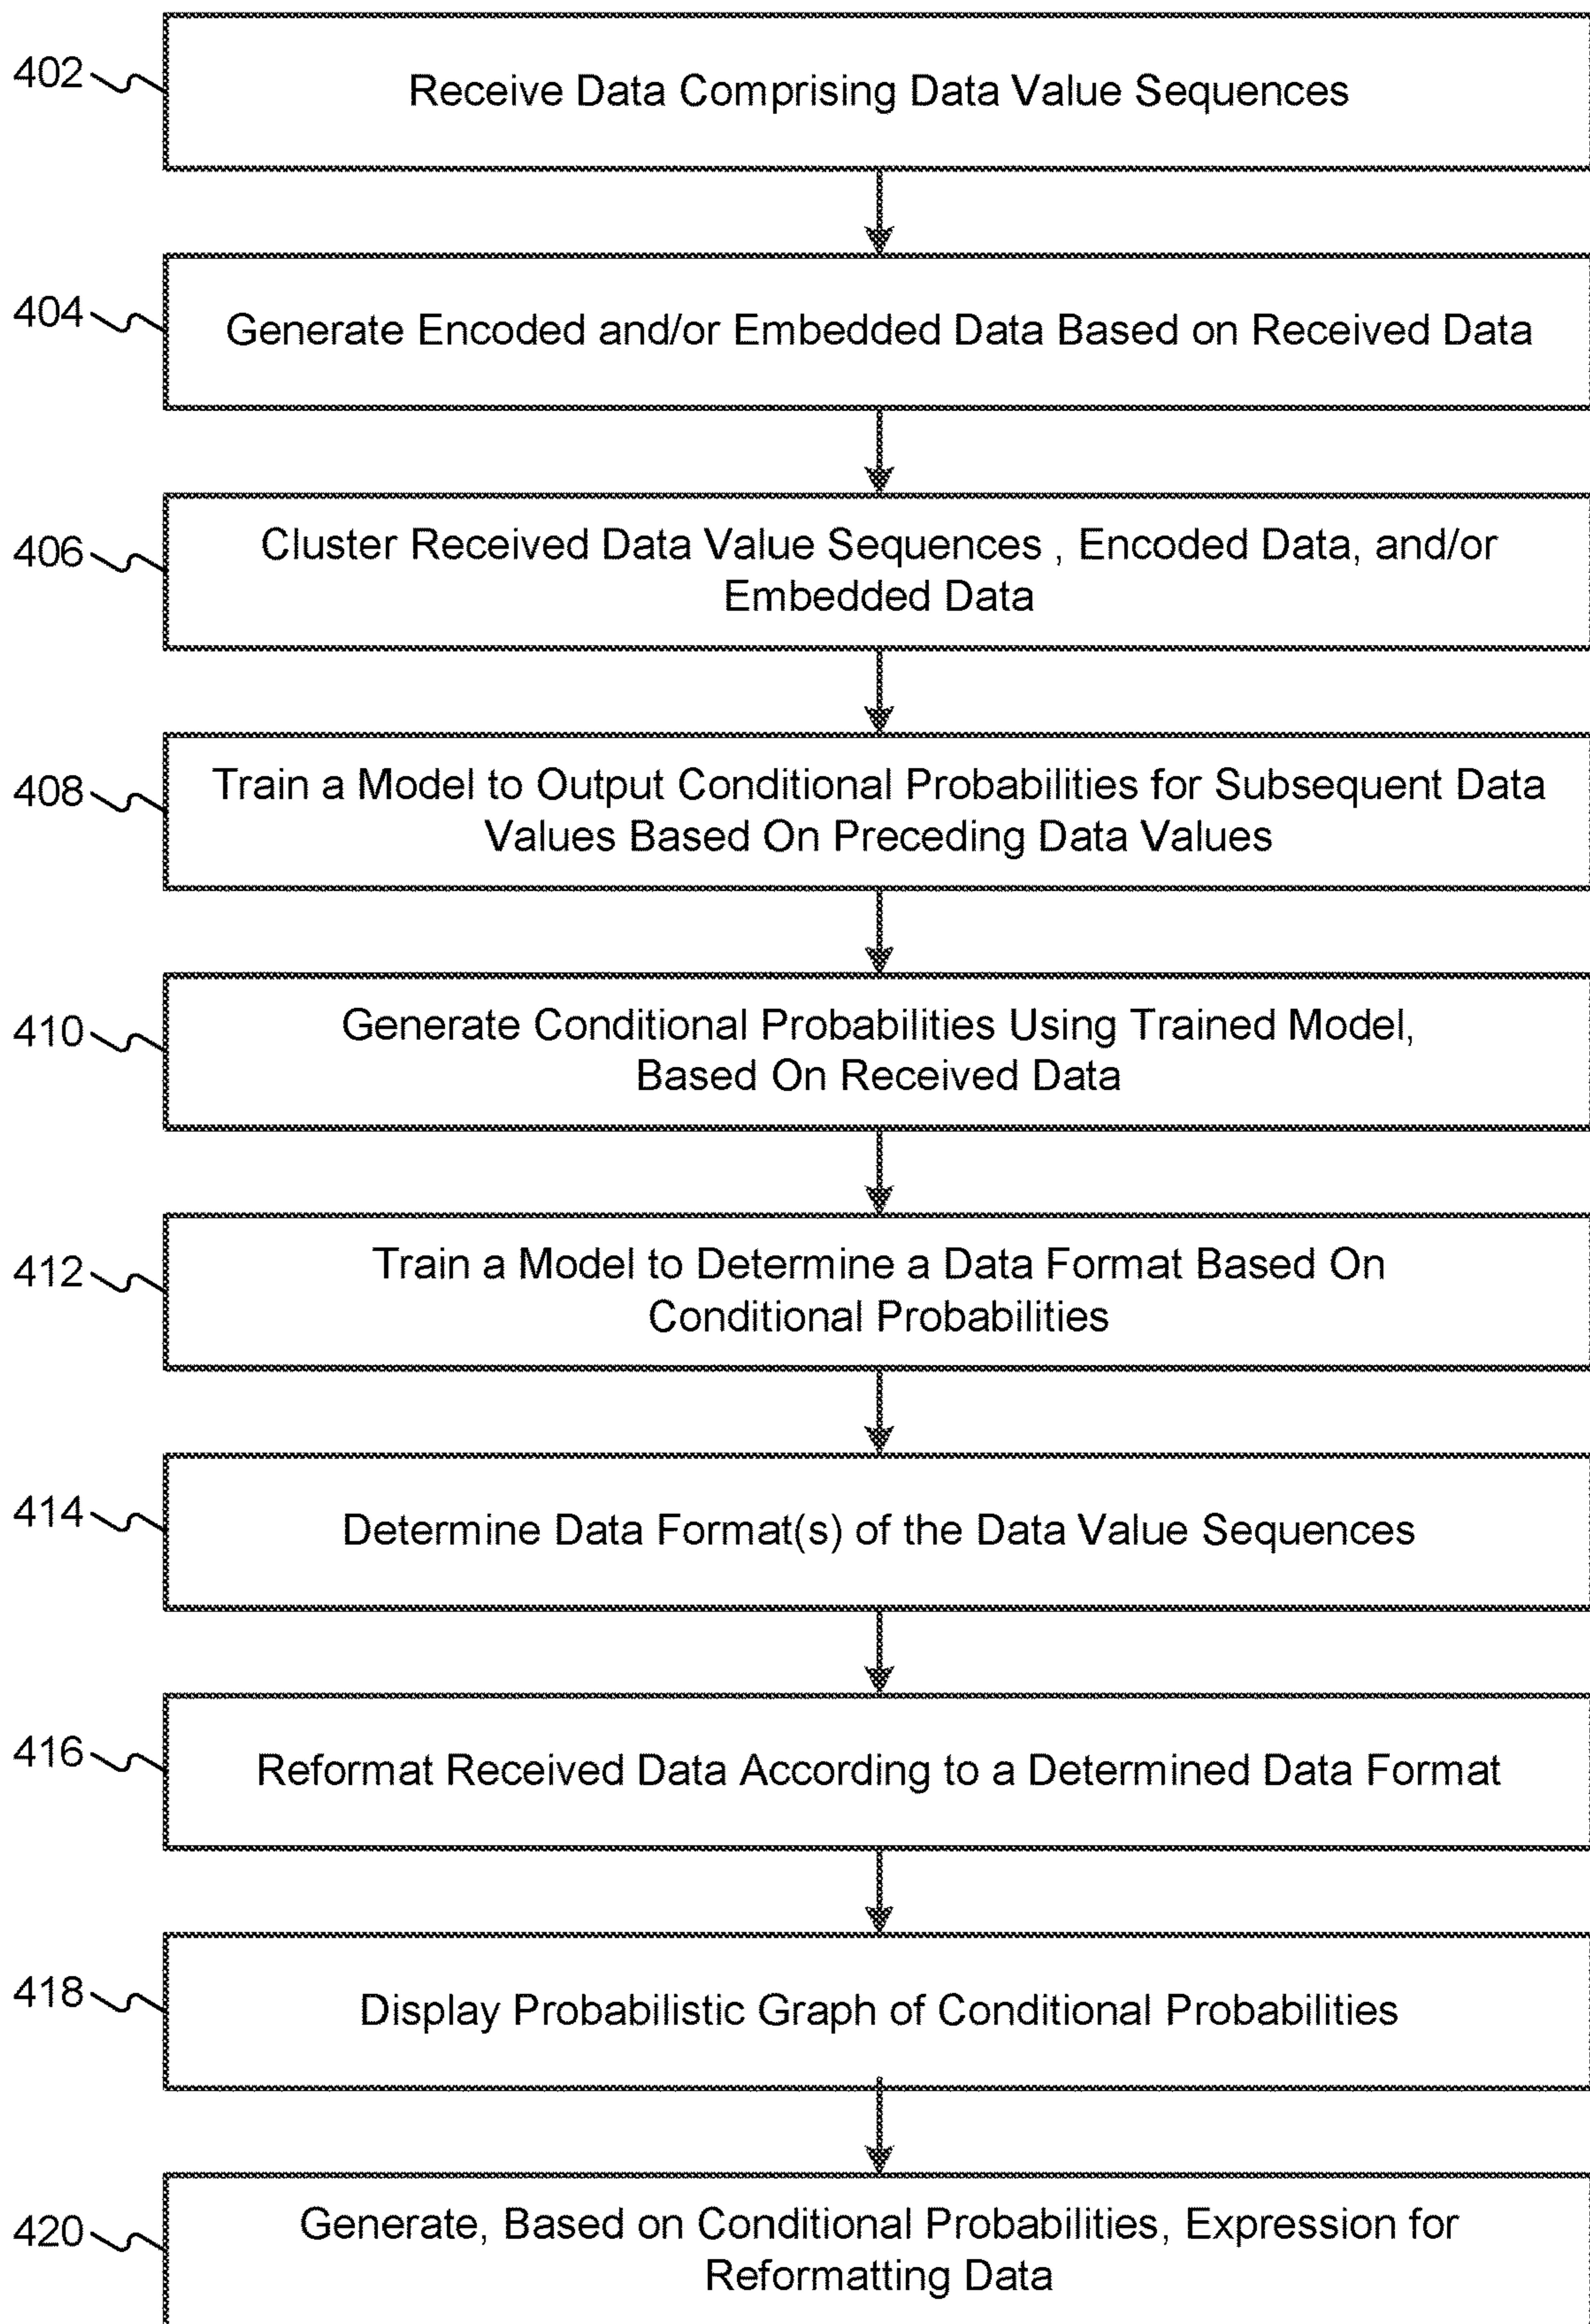 402
Receive Data Comprising Data Value Sequences
404
Generate Encoded and/or Embedded Data Based on Received Data
406
Cluster Received Data Value Sequences , Encoded Data, and/or
Embedded Data
408
Train a Model to Output Conditional Probabilities for Subsequent Data
Values Based On Preceding Data Values
410
Generate Conditional Probabilities Using Trained Model,
Based On Received Data
412
Train a Model to Determine a Data Format Based On
Conditional Probabilities
414
Determine Data Format(s) of the Data Value Sequences
416
Reformat Received Data According to a Determined Data Format
418
Display Probabilistic Graph of Conditional Probabilities
420
Generate, Based on Conditional Probabilities, Expression for
Reformatting Data